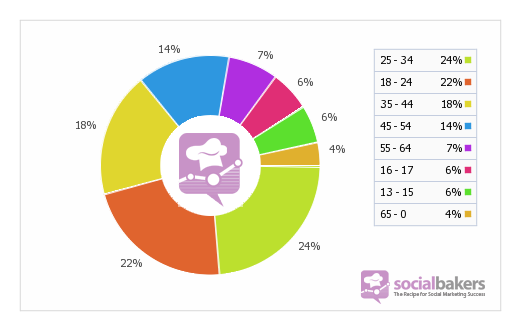 14%
7%
6%
6%
4%
18%
22%
24%
25 - 34 24%
18 - 24 22%
35 - 44 18%
45 - 54 14%
55 - 64 7%
16 - 17 6%
13 - 15 6%
65 - 0 4%
socialbakers
The Recipe for Social Marketing Success